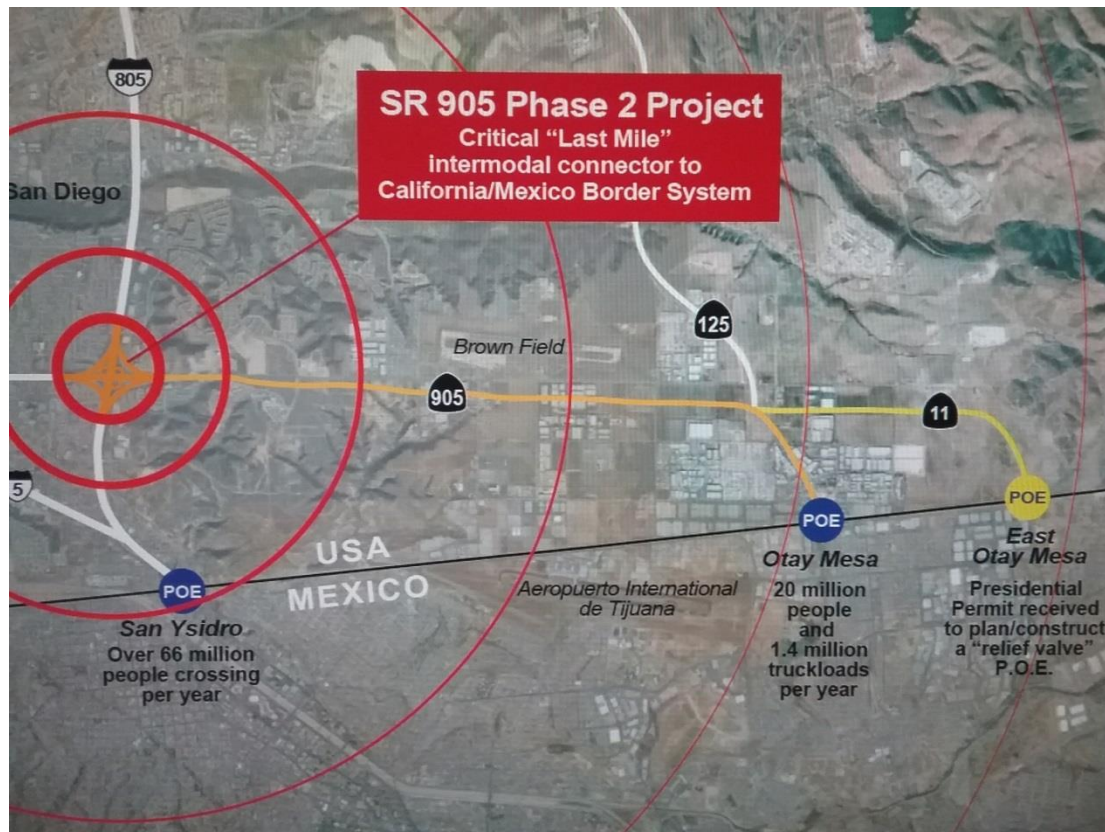 805
SR 905 Phase 2 Project
Critical “Last Mile”
intermodal connector to
California/Mexico Border System
San Diego
125
Brown Field
905
11
5
POE
POE
POE
USA
MEXICO
San Ysidro
Over 66 million
people crossing
per year
Aeropuerto International
de Tijuana
Otay Mesa
20 million
people
and
1.4 million
truckloads
per year
East
Otay Mesa
Presidential
Permit received
to plan/construct
a “relief valve”
P.O.E.